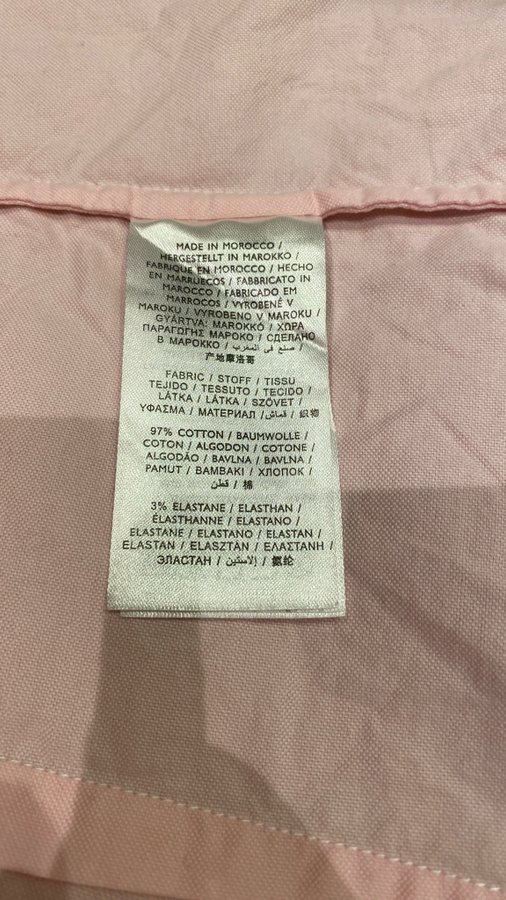 MADE IN MOROCCO /
HERGESTELLT IN MAROKKO /
FABRIQUE EN MOROCCO / HECHO
EN MARRUECOS / FABBRICATO IN
MAROCCO / FABRICADO EM
MARROCOS / VYROBENÉ V
MAROKU / VYROBENO V MAROKU /
GYÁRTVA: MAROKKÓ / ΧΩΡΑ
ΠΑΡΑΓΩΓΗΣ ΜΑΡΟΚΟ / СДЕЛАНО
В МАРОККО / صنع في المغرب /
产地摩洛哥
FABRIC / STOFF / TISSU
TEJIDO / TESSUTO / TECIDO /
LÁTKA / LÁTKA / SZÖVET /
ΥΦΑΣΜΑ / МАТЕРИАЛ / قماش / 织物
97% COTTON / BAUMWOLLE /
COTON / ALGODON / COTONE /
ALGODÃO / BAVLNA / BAVLNA /
PAMUT / ΒΑΜΒΑΚΙ / ХЛОПОК /
قطن / 棉
3% ELASTANE / ELASTHAN /
ÉLASTHANNE / ELASTANO /
ELASTANE / ELASTANO / ELASTAN /
ELASTAN / ELASZTÁN / ΕΛΑΣΤΑΝΗ /
ЭЛАСТАН / إلاستين / 氨纶